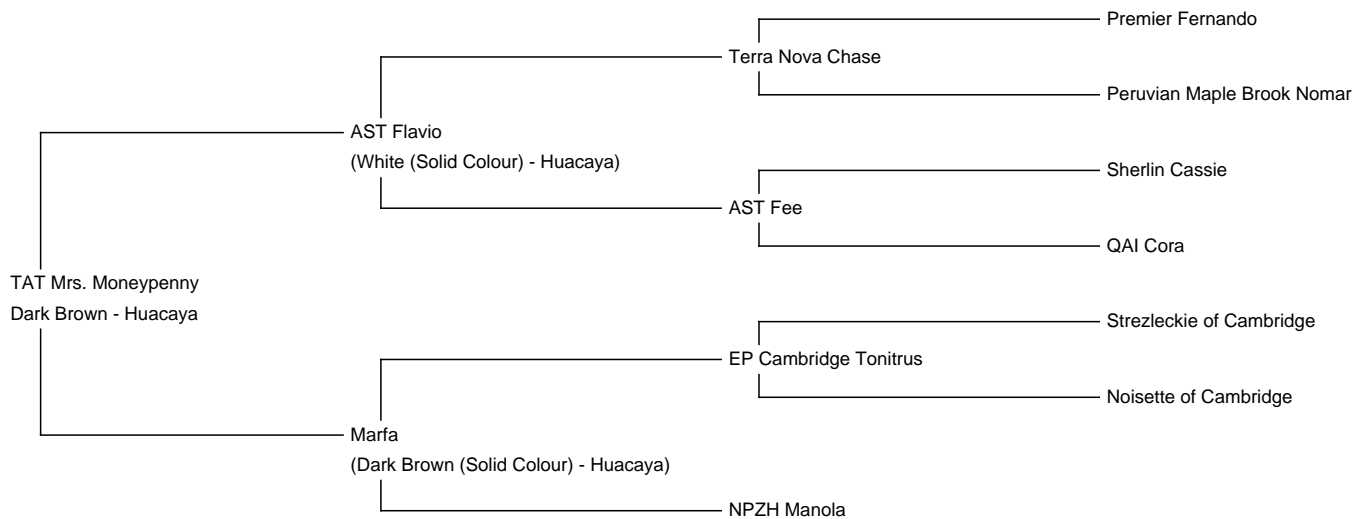 Premier Fernando
Terra Nova Chase
Peruvian Maple Brook Nomar
AST Flavio
(White (Solid Colour) - Huacaya)
Sherlin Cassie
AST Fee
QAI Cora
TAT Mrs. Moneypenny
Dark Brown - Huacaya
Strezleckie of Cambridge
EP Cambridge Tonitrus
Noisette of Cambridge
Marfa
(Dark Brown (Solid Colour) - Huacaya)
NPZH Manola